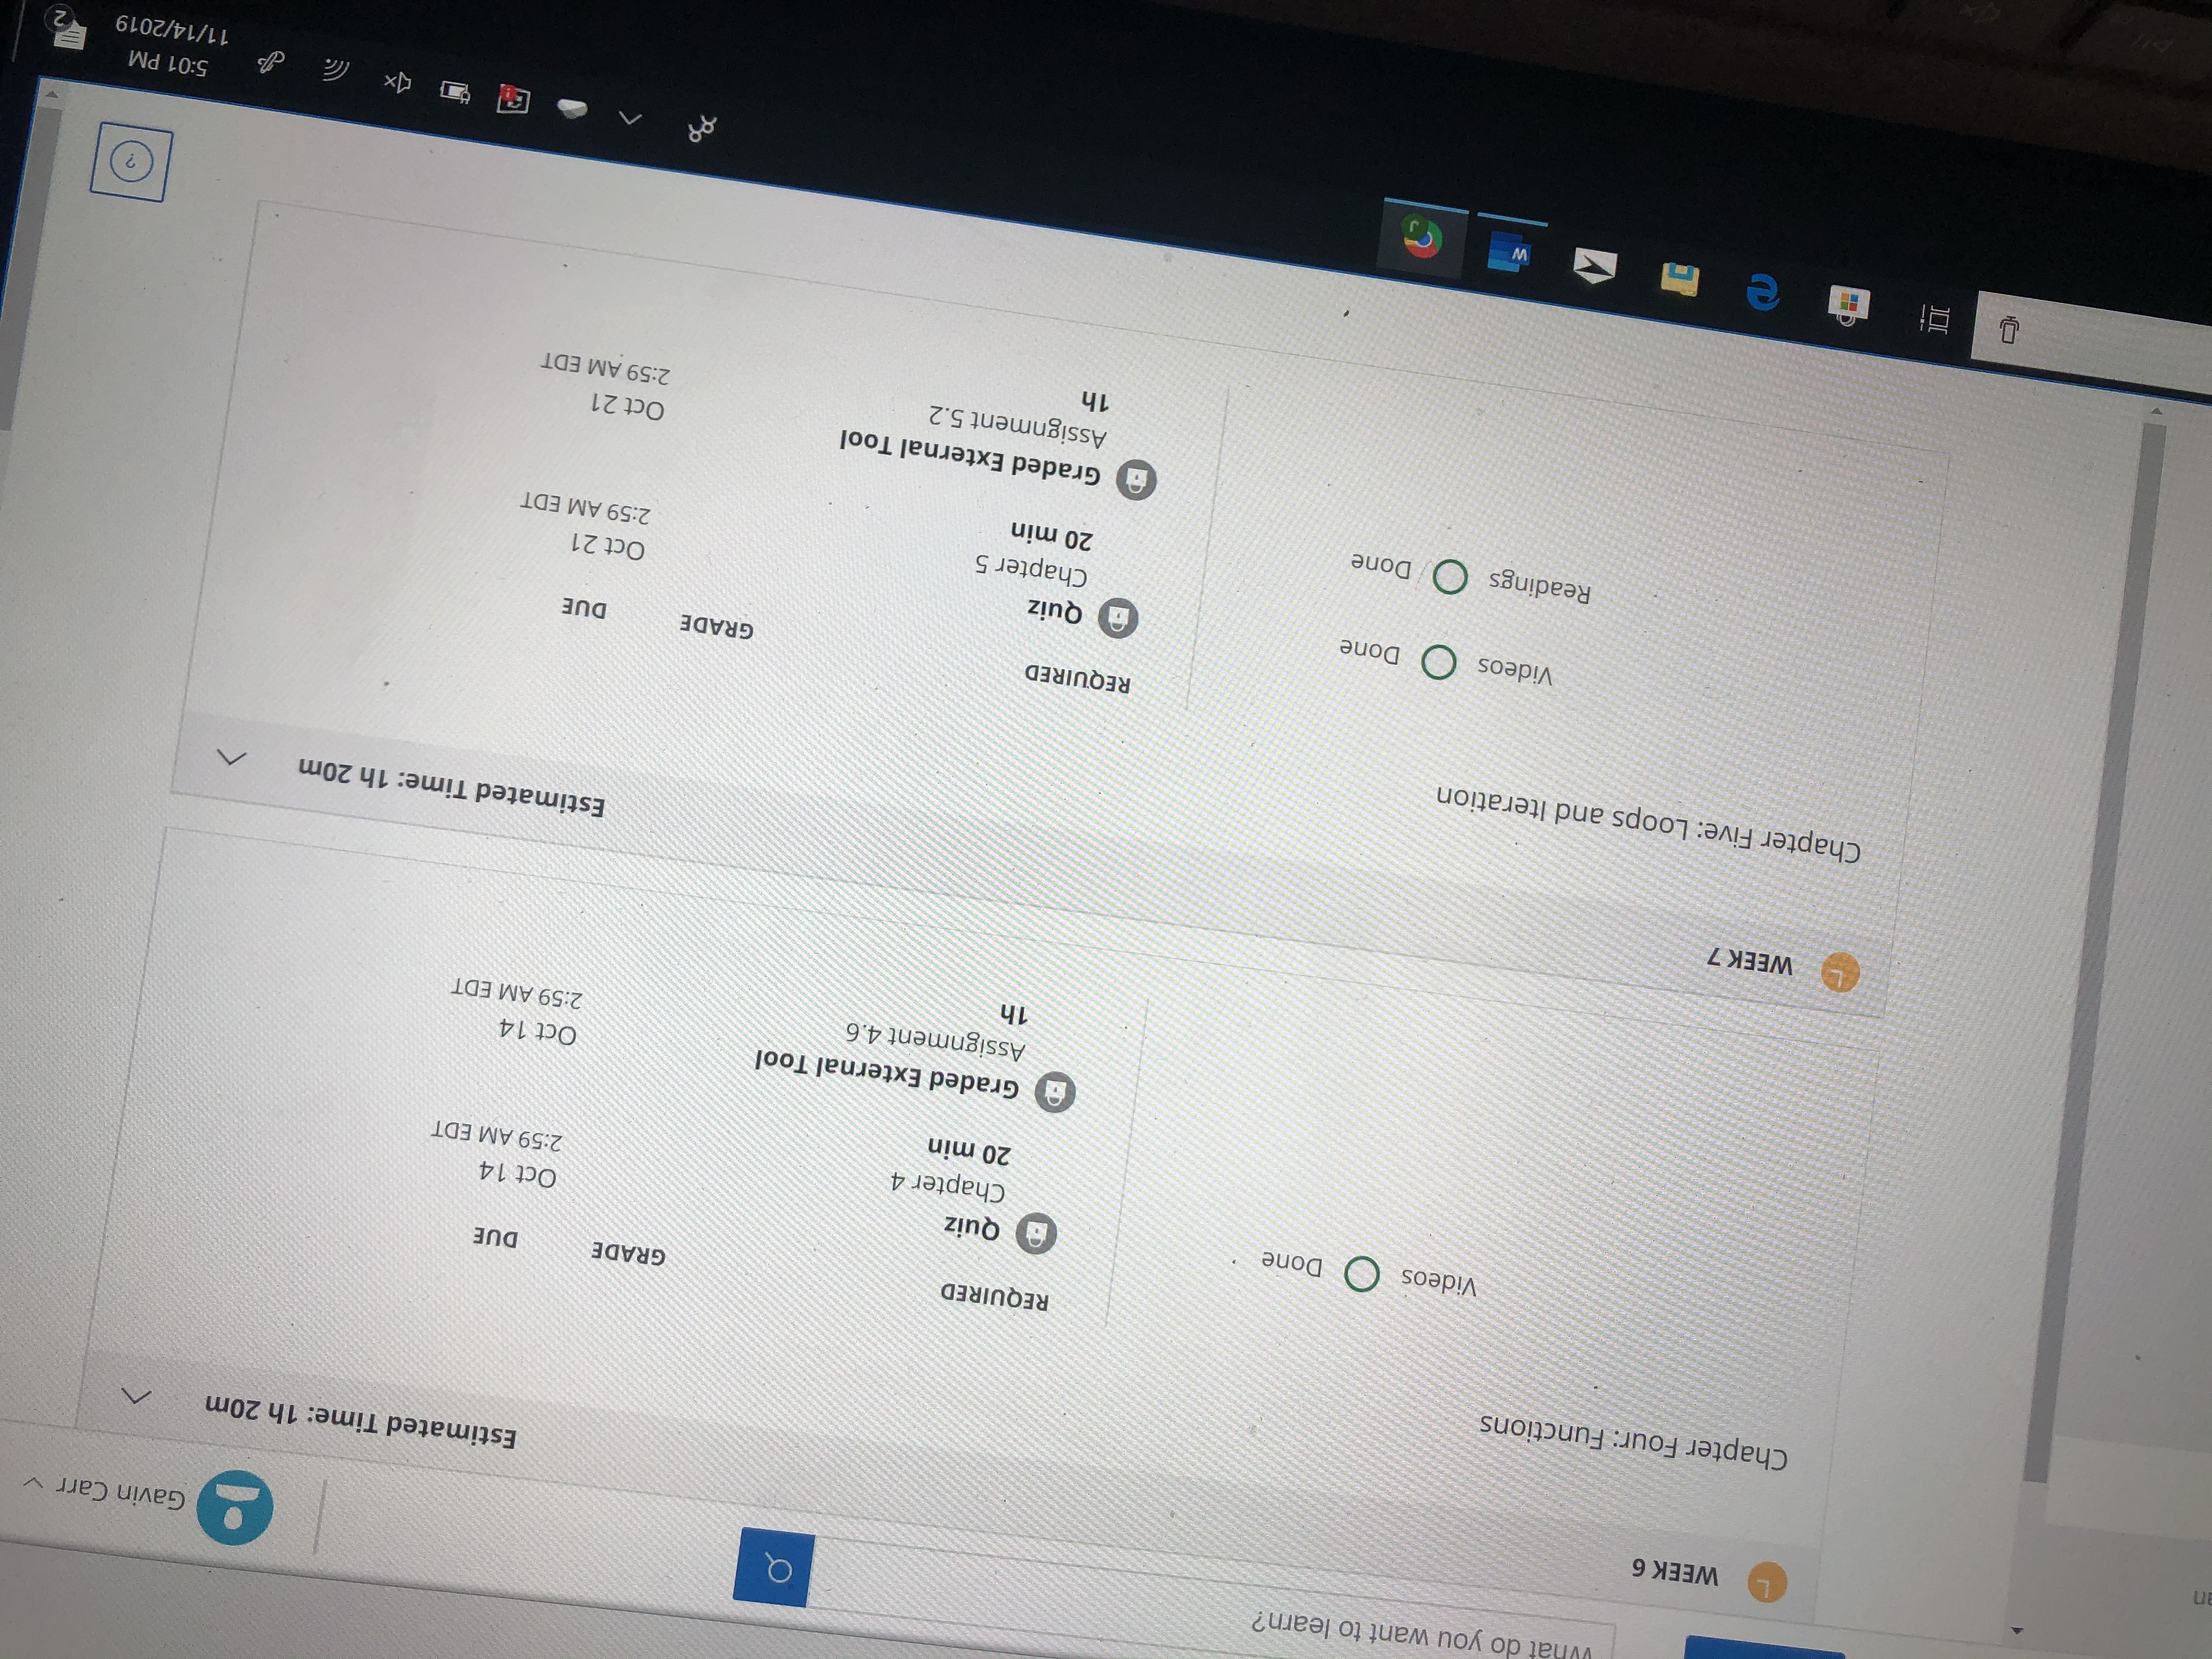 an
What do you want to learn?
Gavin Carr
WEEK 6
Estimated Time: 1h 20m
Chapter Four: Functions
Videos Done
REQUIRED
GRADE DUE
Quiz
Chapter 4
20 min
Oct 14
2:59 AM EDT
Graded External Tool
Assignment 4.6
1h
Oct 14
2:59 AM EDT
WEEK 7
Estimated Time: 1h 20m
Chapter Five: Loops and Iteration
Videos Done
Readings Done
REQUIRED
GRADE DUE
Quiz
Chapter 5
20 min
Oct 21
2:59 AM EDT
Graded External Tool
Assignment 5.2
1h
Oct 21
2:59 AM EDT
?
W
J
5:01 PM
11/14/2019
2